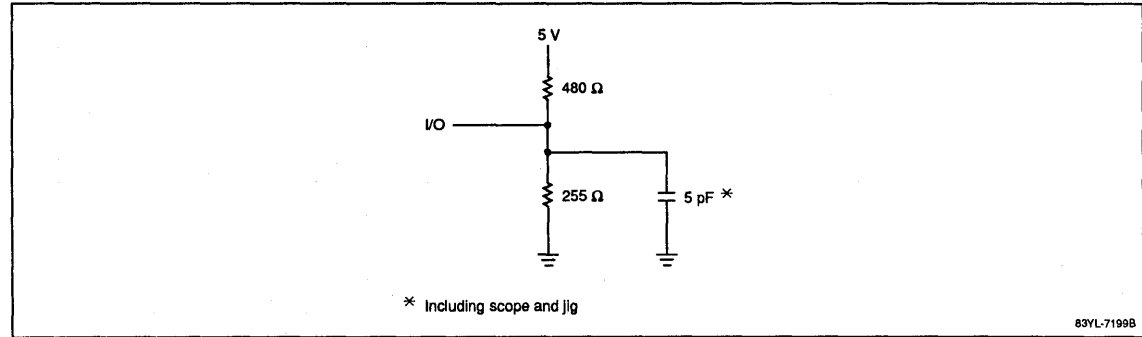 5 V
480 Ω
I/O
255 Ω
5 pF *
* Including scope and jig
83YL-7199B